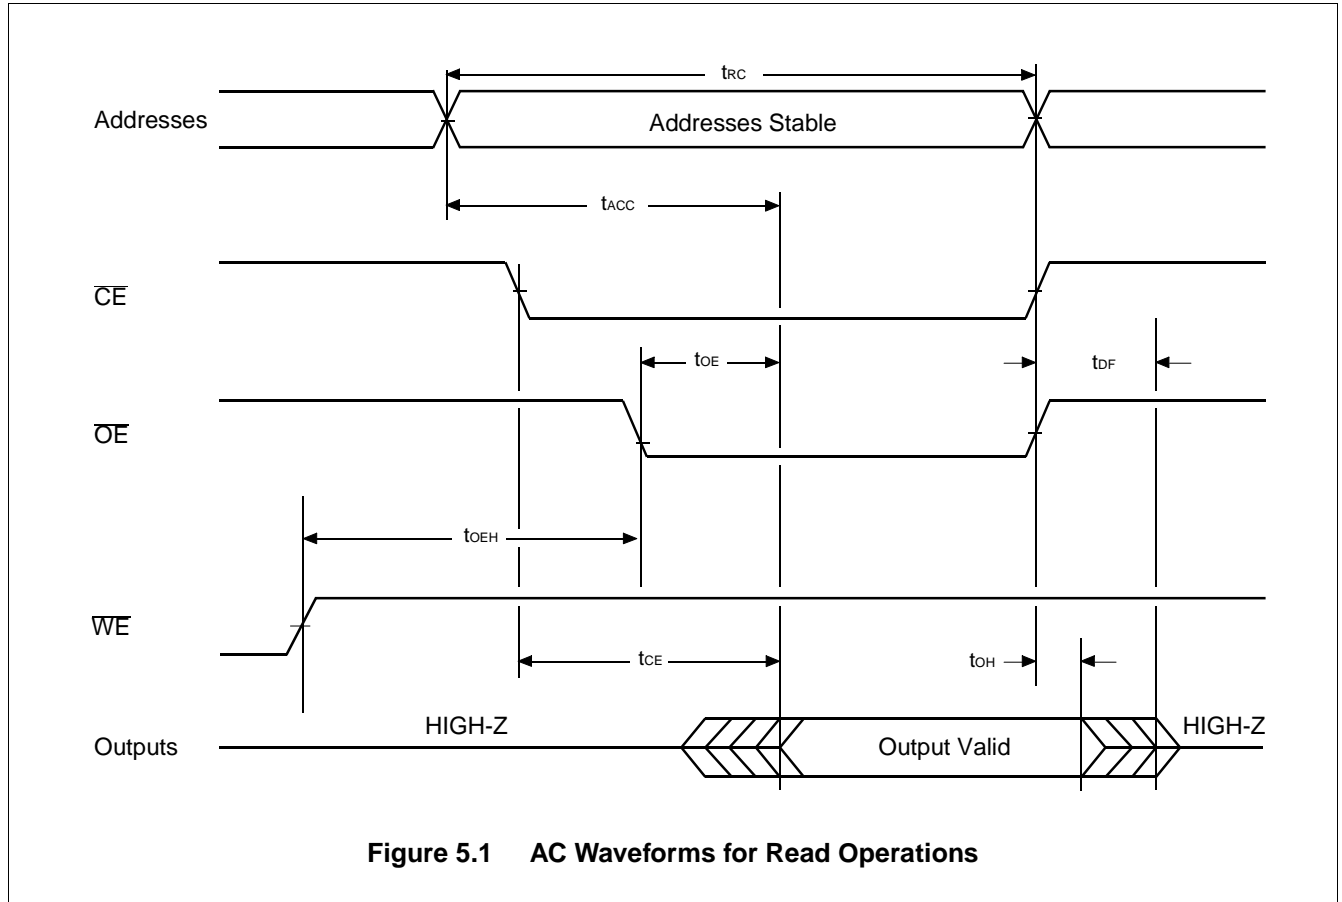 tRC
Addresses
Addresses Stable
tACC
CE
tOE
tDF
OE
tOEH
WE
tCE
tOH
HIGH-Z
HIGH-Z
Outputs
Output Valid
Figure 5.1 AC Waveforms for Read Operations